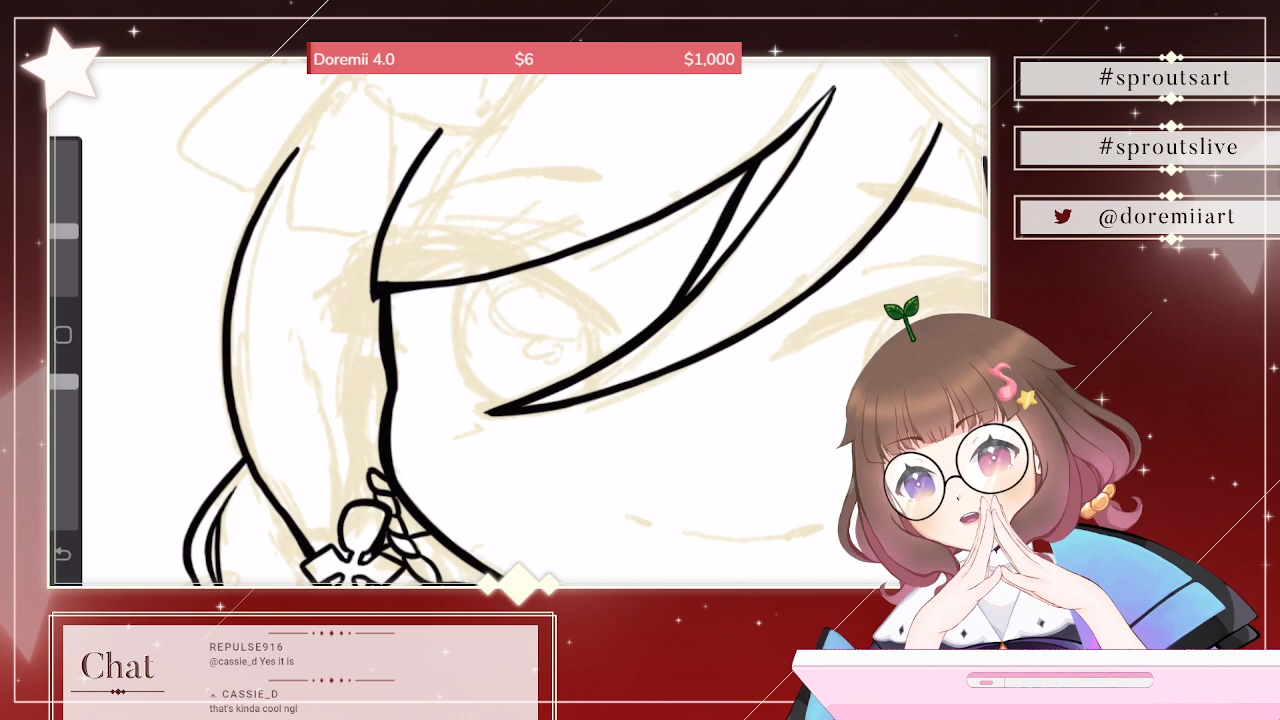 Doremii 4.0 $6 $1,000
#sproutsart
#sproutslive
@doremiiart
Chat
REPULSE916
@cassie_d Yes it is
CASSIE_D
that's kinda cool ngl